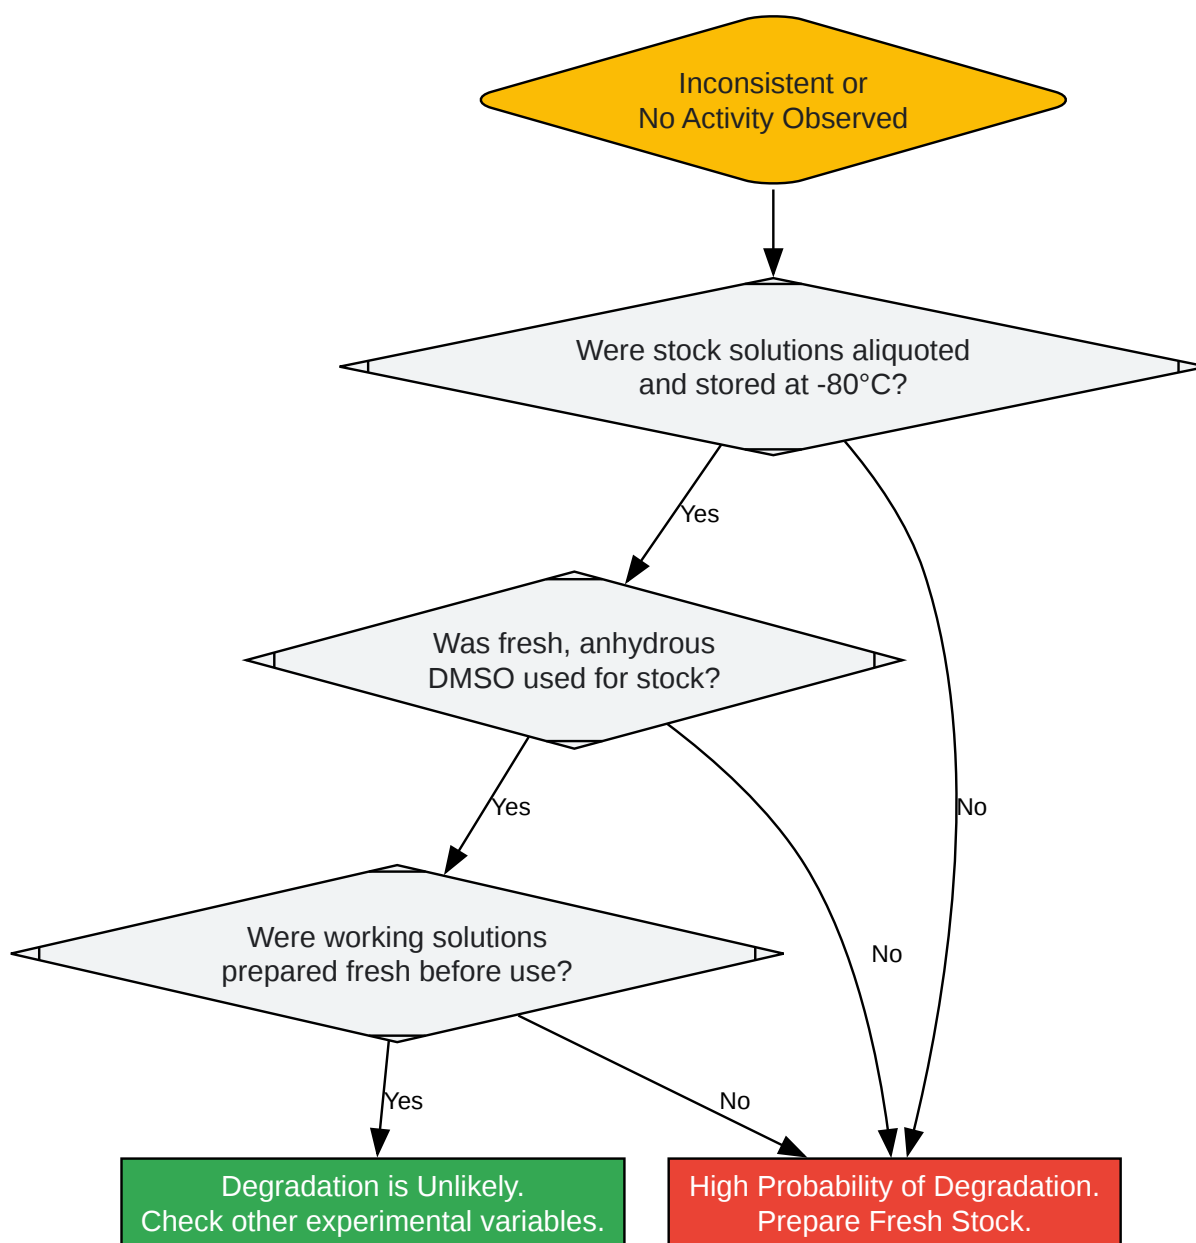 Inconsistent or
No Activity Observed
Were stock solutions aliquoted
and stored at -80°C?
Yes
Was fresh, anhydrous
DMSO used for stock?
Yes
No
Were working solutions
prepared fresh before use?
No
Yes
No
Degradation is Unlikely.
Check other experimental variables.
High Probability of Degradation.
Prepare Fresh Stock.